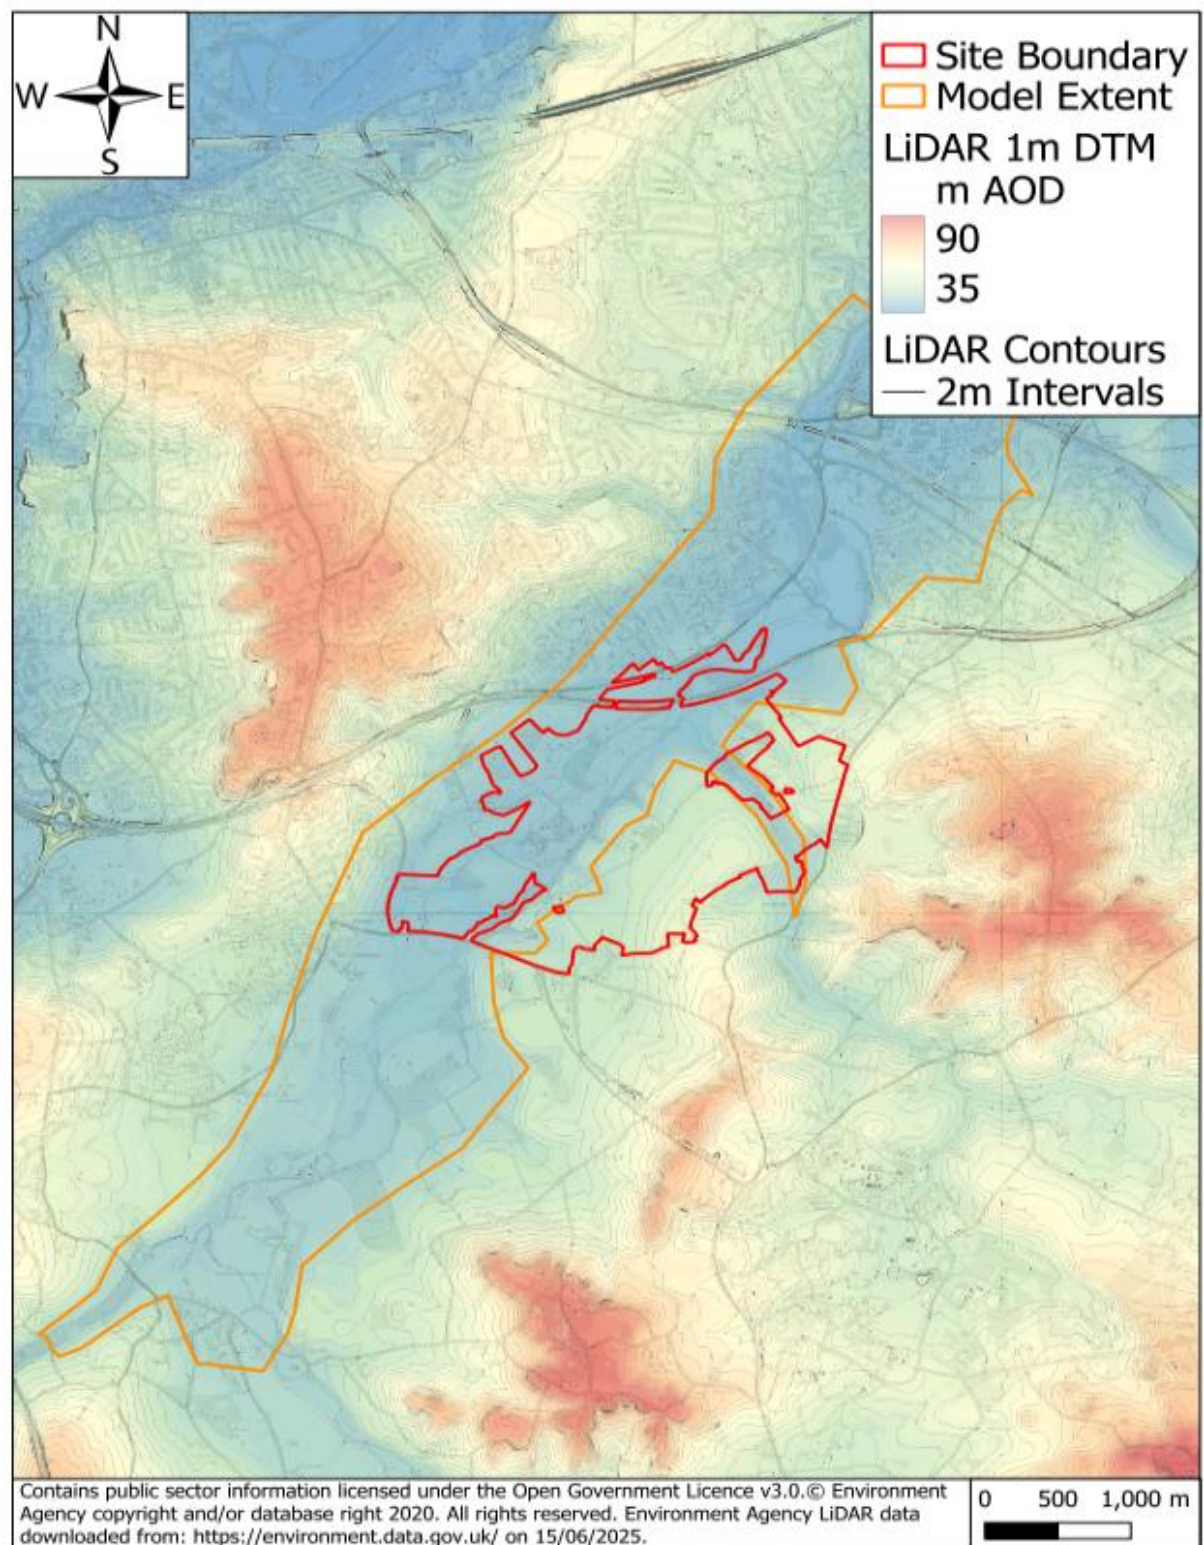 N
W E
S
Site Boundary
Model Extent
LiDAR 1m DTM
m AOD
90
35
LiDAR Contours
2m Intervals
Contains public sector information licensed under the Open Government Licence v3.0.© Environment
Agency copyright and/or database right 2020. All rights reserved. Environment Agency LiDAR data
downloaded from: https://environment.data.gov.uk/ on 15/06/2025.
0 500 1,000 m